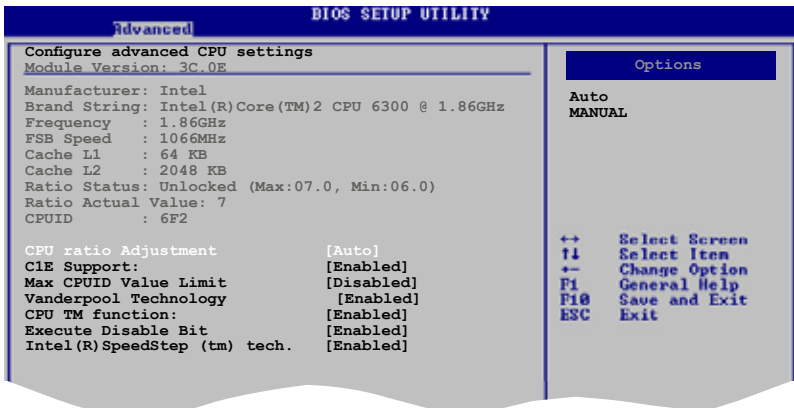 BIOS SETUP UTILITY
Advanced
Configure advanced CPU settings
Module Version: 3C.0E
Manufacturer: Intel
Brand String: Intel(R)Core(TM)2 CPU 6300 @ 1.86GHz
Frequency : 1.86GHz
FSB Speed : 1066MHz
Cache L1 : 64 KB
Cache L2 : 2048 KB
Ratio Status: Unlocked (Max:07.0, Min:06.0)
Ratio Actual Value: 7
CPUID : 6F2
CPU ratio Adjustment [Auto]
C1E Support: [Enabled]
Max CPUID Value Limit [Disabled]
Vanderpool Technology [Enabled]
CPU TM function: [Enabled]
Execute Disable Bit [Enabled]
Intel(R)SpeedStep (tm) tech. [Enabled]
Options
Auto
MANUAL
←→ Select Screen
↑↓ Select Item
+- Change Option
F1 General Help
F10 Save and Exit
ESC Exit